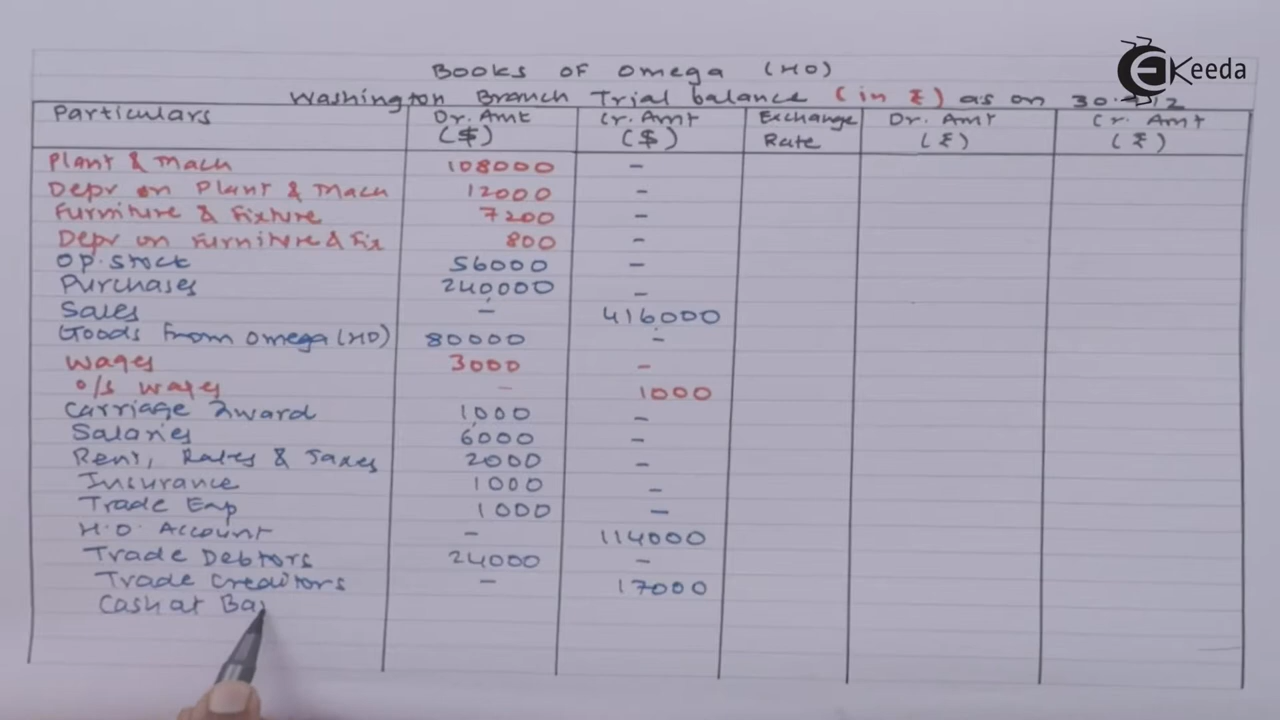 EKeeda
Books OF Omega (HO)
Washington Branch Trial balance (in ₹) as on
Particulars Dr. Amt ($) Cr. Amt ($) Exchange Rate Dr. Amt (₹) Cr. Amt (₹)
Plant & Mach 108000 -
Depr on Plant & Mach 12000 -
Furniture & Fixture 7200 -
Depr on Furniture & Fix 800 -
Op. Stock 56000 -
Purchases 240000 -
Sales - 416000
Goods from Omega (HO) 80000 -
Wages 3000 -
O/s wages - 1000
Carriage Inward 1000 -
Salaries 6000 -
Rent, Rates & Taxes 2000 -
Insurance 1000 -
Trade Exp 1000 -
H.O. Account - 114000
Trade Debtors 24000 -
Trade Creditors - 17000
Cash at Ba